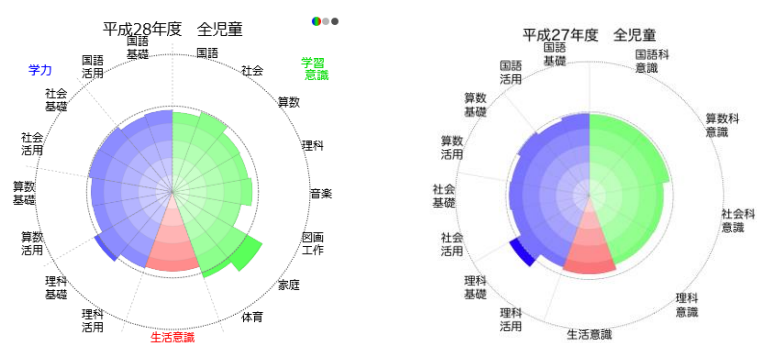 平成28年度　全児童
国語
基礎
国語
国語
活用
学力
学習
意識
社会
社会
基礎
算数
社会
活用
理科
算数
基礎
音楽
算数
活用
図画
工作
理科
基礎
家庭
理科
活用
体育
生活意識
平成27年度　全児童
国語
基礎
国語科
意識
国語
活用
算数
基礎
算数科
意識
算数
活用
社会
基礎
社会科
意識
社会
活用
理科
基礎
理科
意識
理科
活用
生活意識